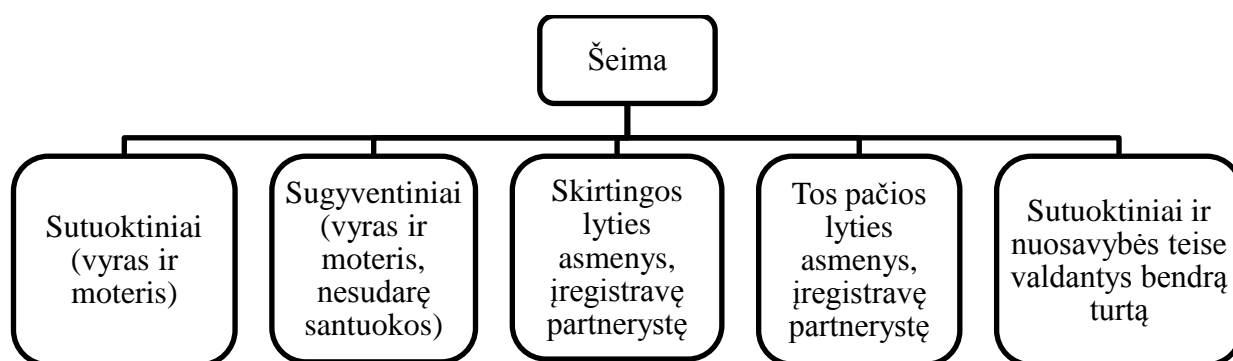 Šeima
Sutuoktiniai
(vyras ir
moteris)
Sugyventiniai
(vyras ir
moteris,
nesudarę
santuokos)
Skirtingos
lyties
asmenys,
įregistravę
partnerystę
Tos pačios
lyties
asmenys,
įregistravę
partnerystę
Sutuoktiniai ir
nuosavybės teise
valdantys bendrą
turtą